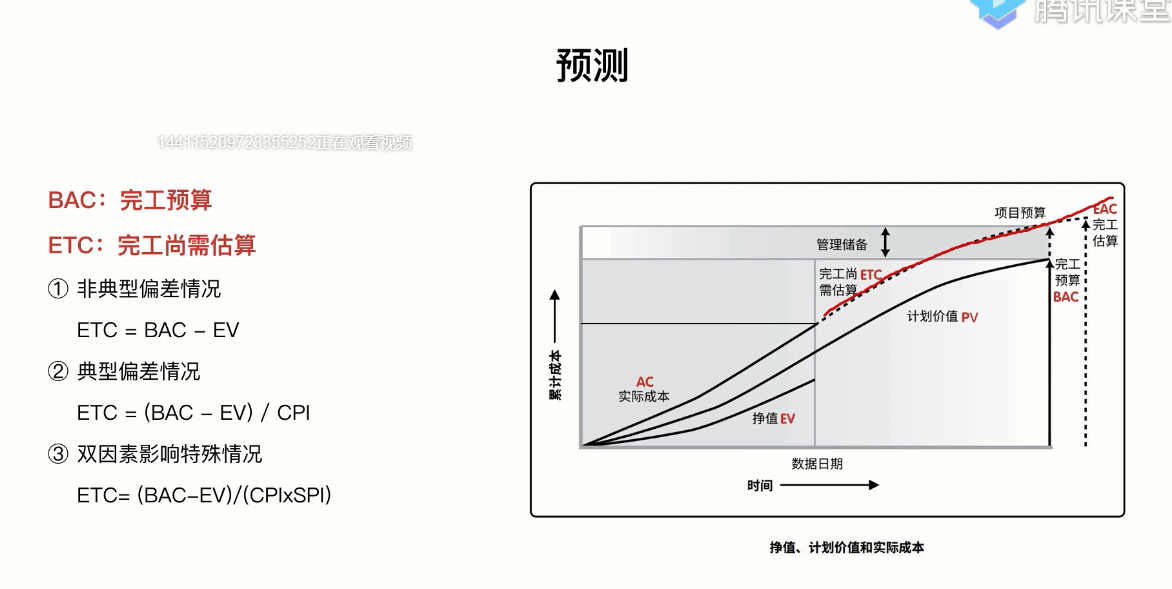 腾讯课堂
预测
144115209723355252正在观看视频
BAC：完工预算
ETC：完工尚需估算
① 非典型偏差情况
ETC = BAC - EV
② 典型偏差情况
ETC = (BAC - EV) / CPI
③ 双因素影响特殊情况
ETC= (BAC-EV)/(CPIxSPI)
项目预算
EAC
完工
估算
管理储备
完工尚
需估算
ETC
完工
预算
BAC
计划价值 PV
累计成本
AC
实际成本
挣值 EV
数据日期
时间
挣值、计划价值和实际成本